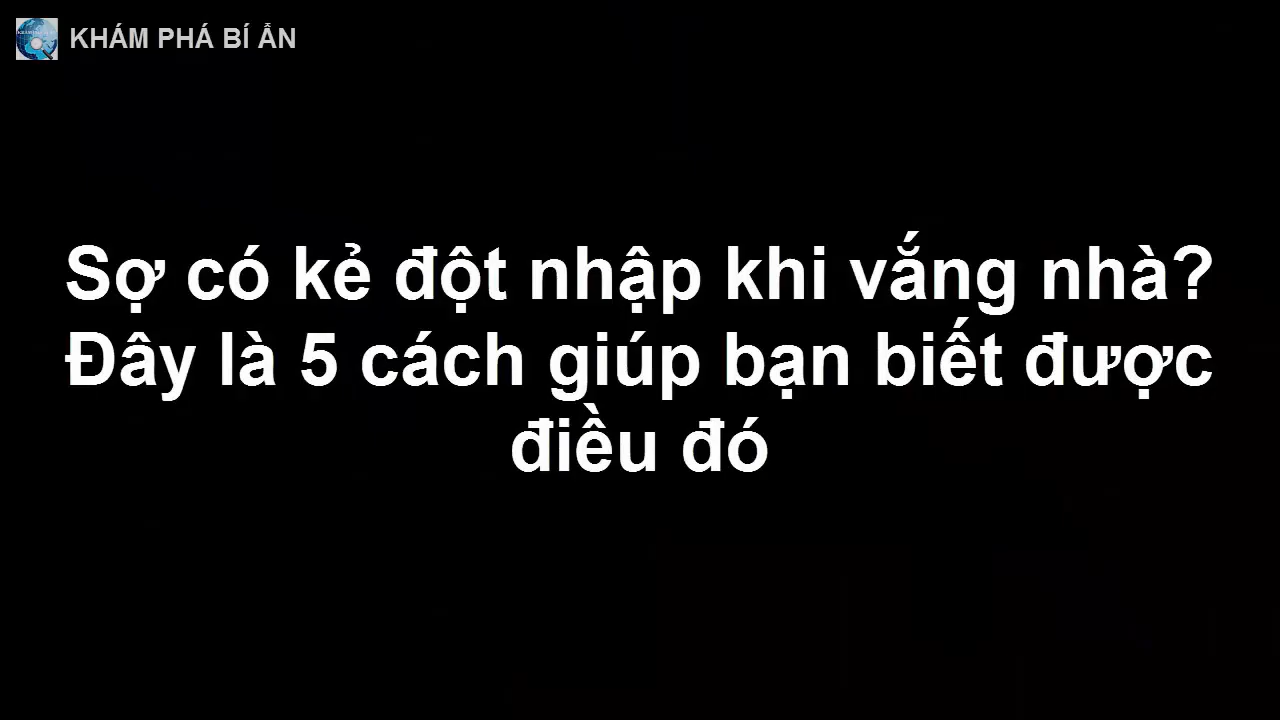 KHÁM PHÁ BÍ ẨN
Sợ có kẻ đột nhập khi vắng nhà?
Đây là 5 cách giúp bạn biết được
điều đó